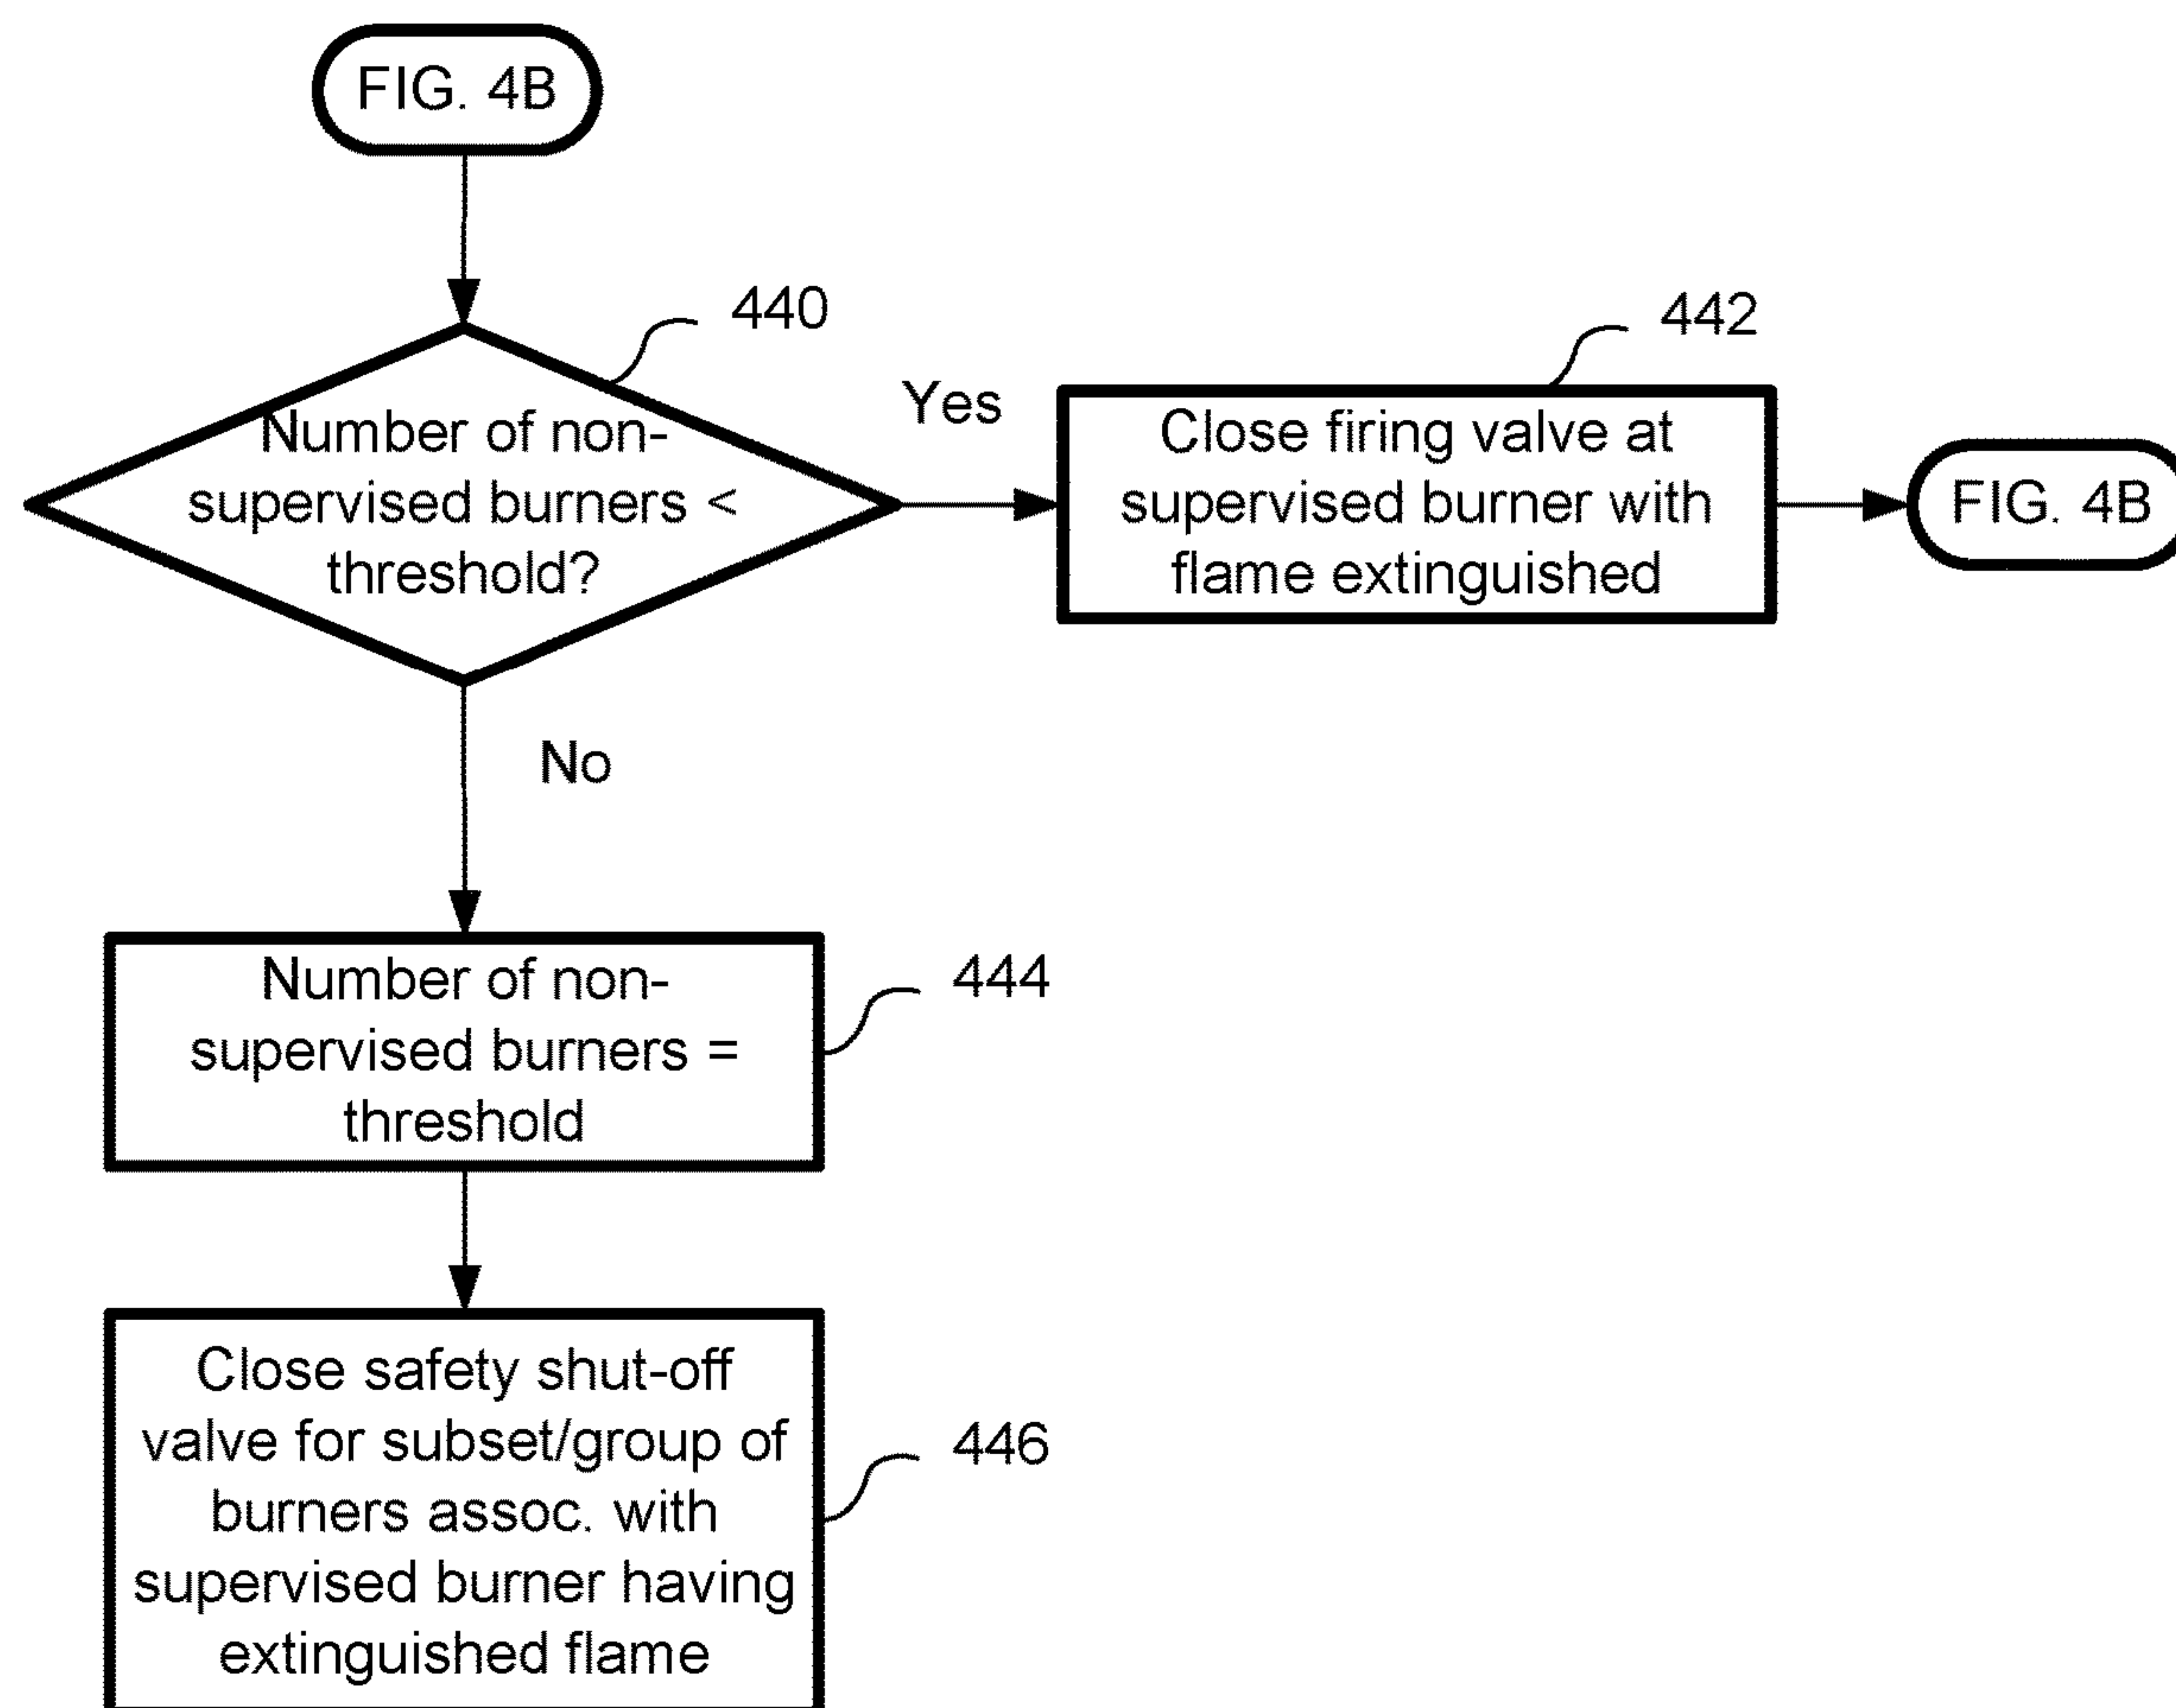 FIG. 4B
440
Number of non-
supervised burners <
threshold?
Yes
442
Close firing valve at
supervised burner with
flame extinguished
FIG. 4B
No
Number of non-
supervised burners =
threshold
444
Close safety shut-off
valve for subset/group of
burners assoc. with
supervised burner having
extinguished flame
446